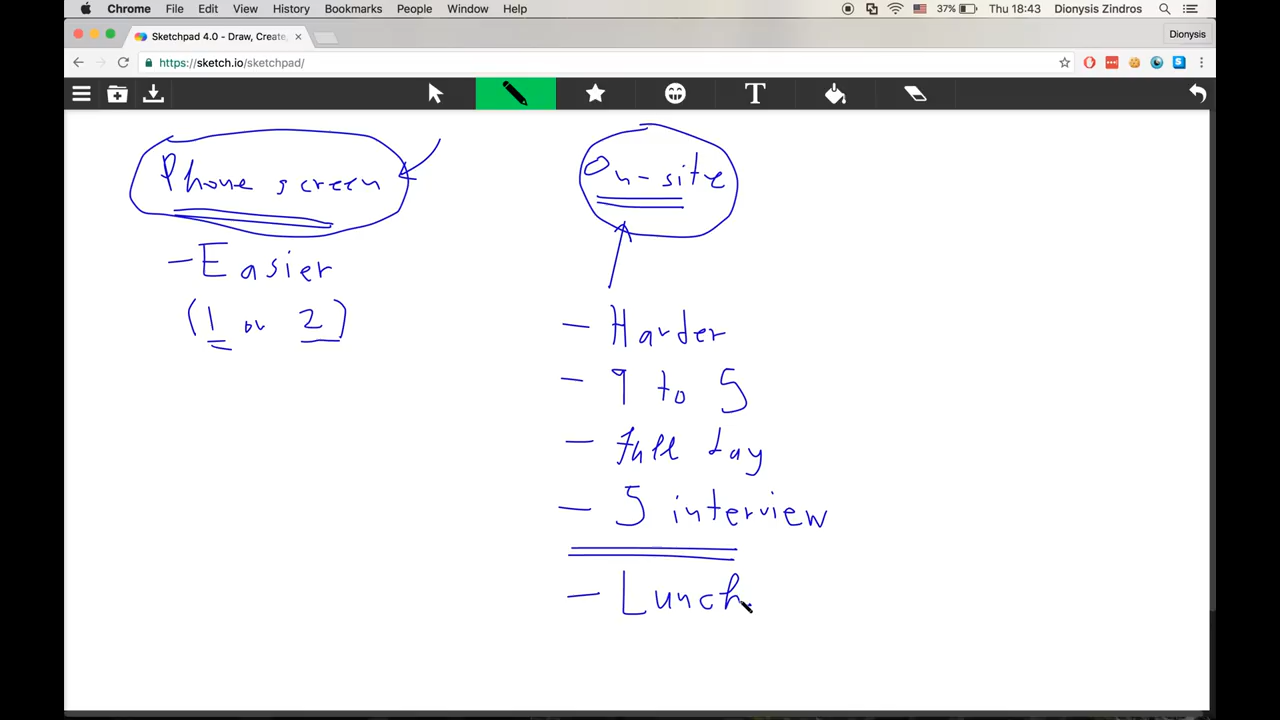 Chrome File Edit View History Bookmarks People Window Help 37% Thu 18:43 Dionysis Zindros
Sketchpad 4.0 - Draw, Create, Dionysis
https://sketch.io/sketchpad/
T
Phone screen
On-site
- Easier
(1 or 2)
- Harder
- 9 to 5
- Full day
- 5 interview
- Lunch